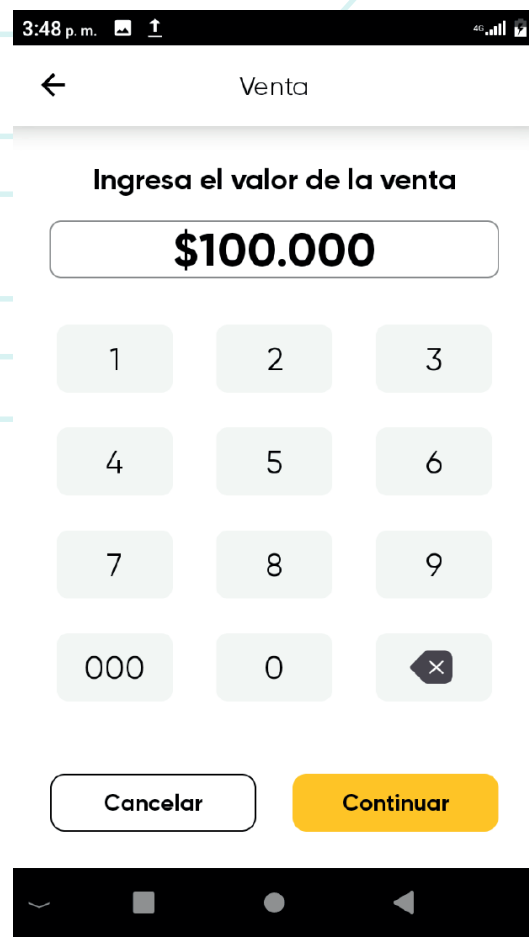 3:48 p. m. 4G
Venta
Ingresa el valor de la venta
$100.000
1 2 3
4 5 6
7 8 9
000 0
Cancelar Continuar